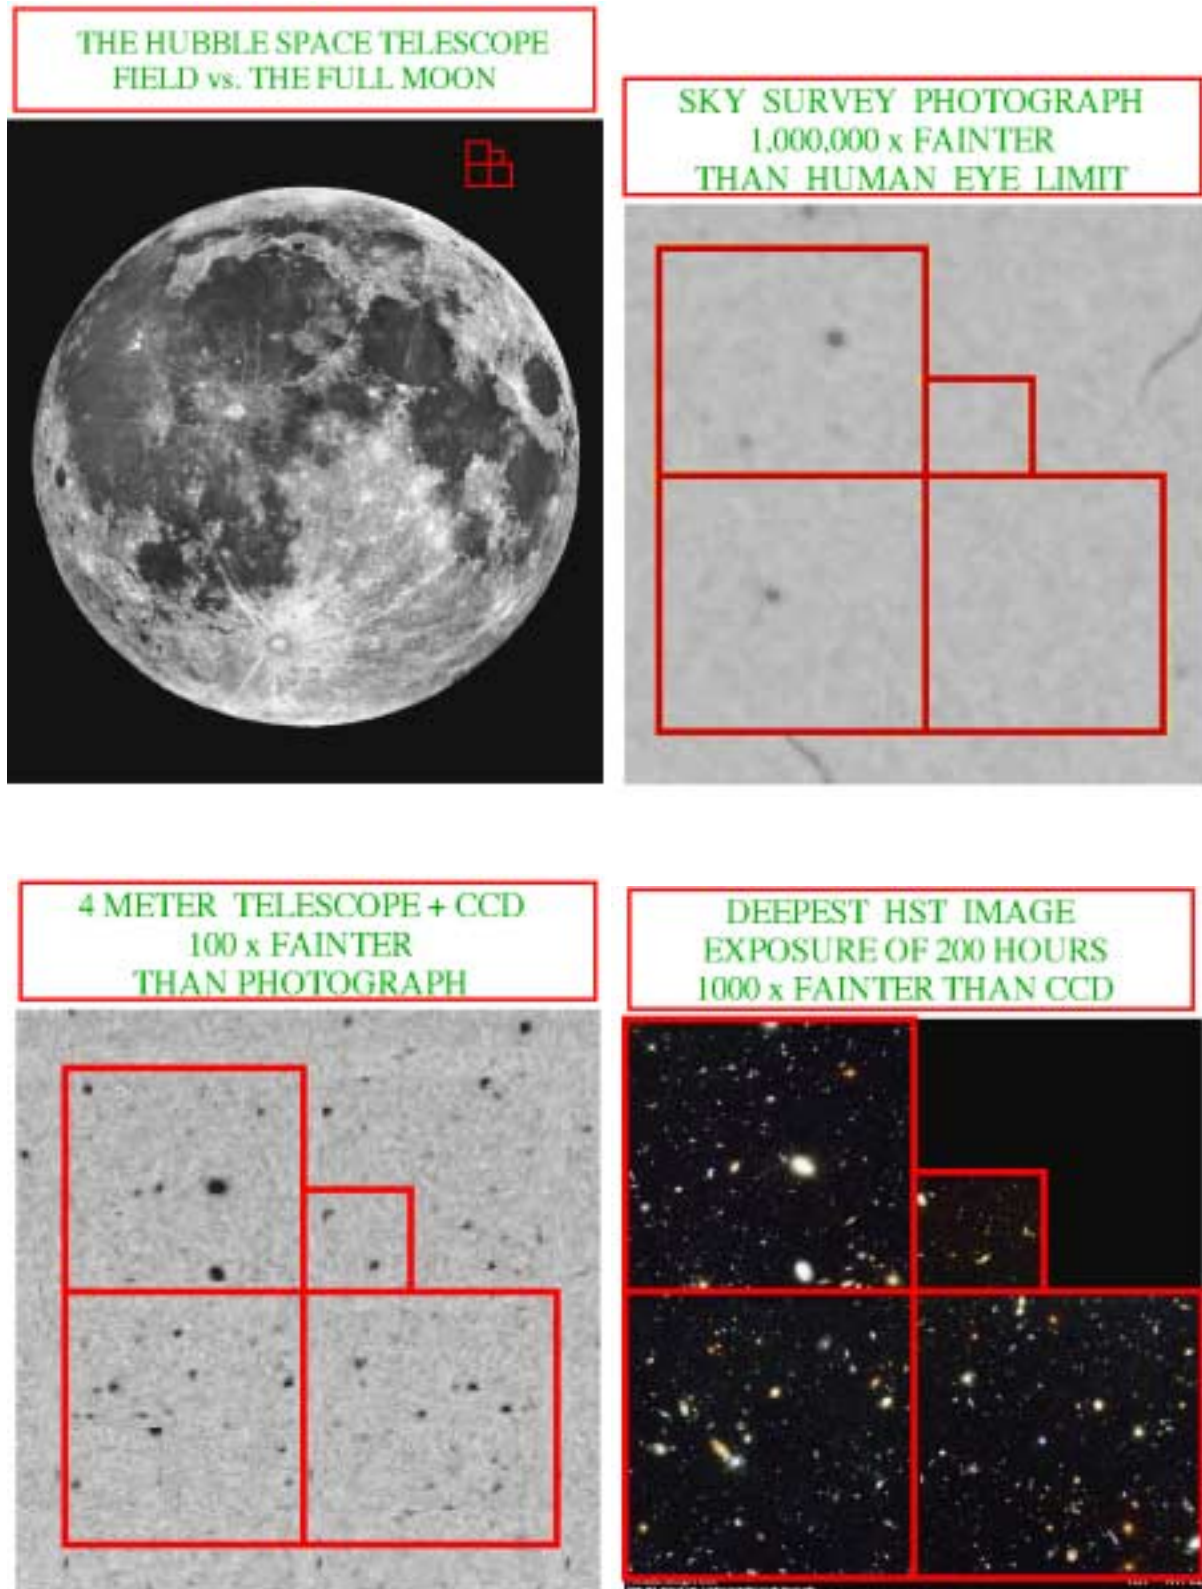 THE HUBBLE SPACE TELESCOPE
FIELD vs. THE FULL MOON
SKY SURVEY PHOTOGRAPH
1,000,000 x FAINTER
THAN HUMAN EYE LIMIT
4 METER TELESCOPE + CCD
100 x FAINTER
THAN PHOTOGRAPH
DEEPEST HST IMAGE
EXPOSURE OF 200 HOURS
1000 x FAINTER THAN CCD